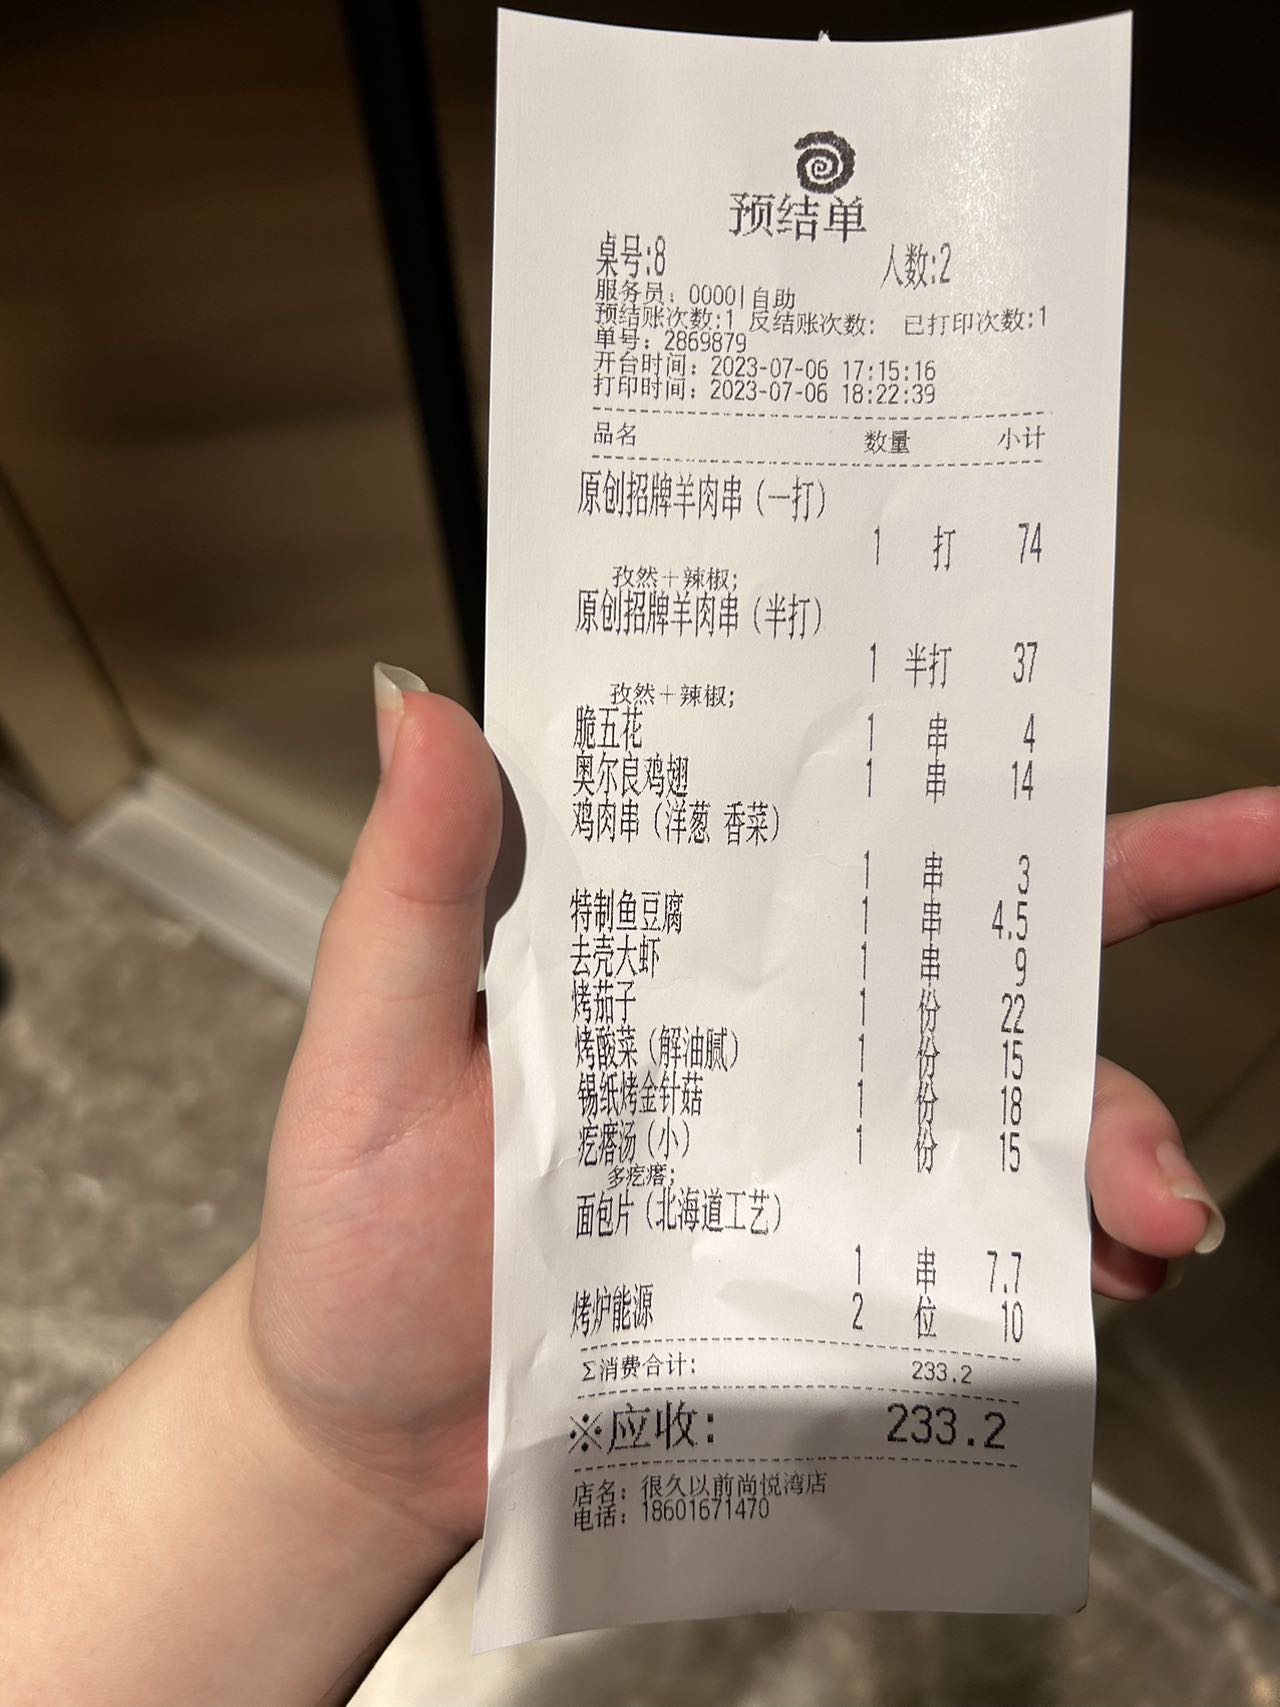 预结单
桌号:8 人数:2
服务员: 0000|自助
预结账次数:1 反结账次数: 已打印次数:1
单号: 2869879
开台时间: 2023-07-06 17:15:16
打印时间: 2023-07-06 18:22:39
品名 数量 小计
原创招牌羊肉串(一打)
1 打 74
孜然+辣椒;
原创招牌羊肉串(半打)
1 半打 37
孜然+辣椒;
脆五花 1 串 4
奥尔良鸡翅 1 串 14
鸡肉串(洋葱 香菜)
1 串 3
特制鱼豆腐 1 串 4.5
去壳大虾 1 串 9
烤茄子 1 份 22
烤酸菜(解油腻) 1 份 15
锡纸烤金针菇 1 份 18
疙瘩汤(小) 1 份 15
多疙瘩;
面包片(北海道工艺)
1 串 7.7
烤炉能源 2 位 10
Σ消费合计: 233.2
※应收: 233.2
店名: 很久以前尚悦湾店
电话: 18601671470